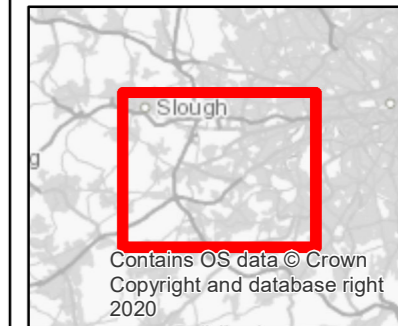 Slough
g
Contains OS data © Crown
Copyright and database right
2020